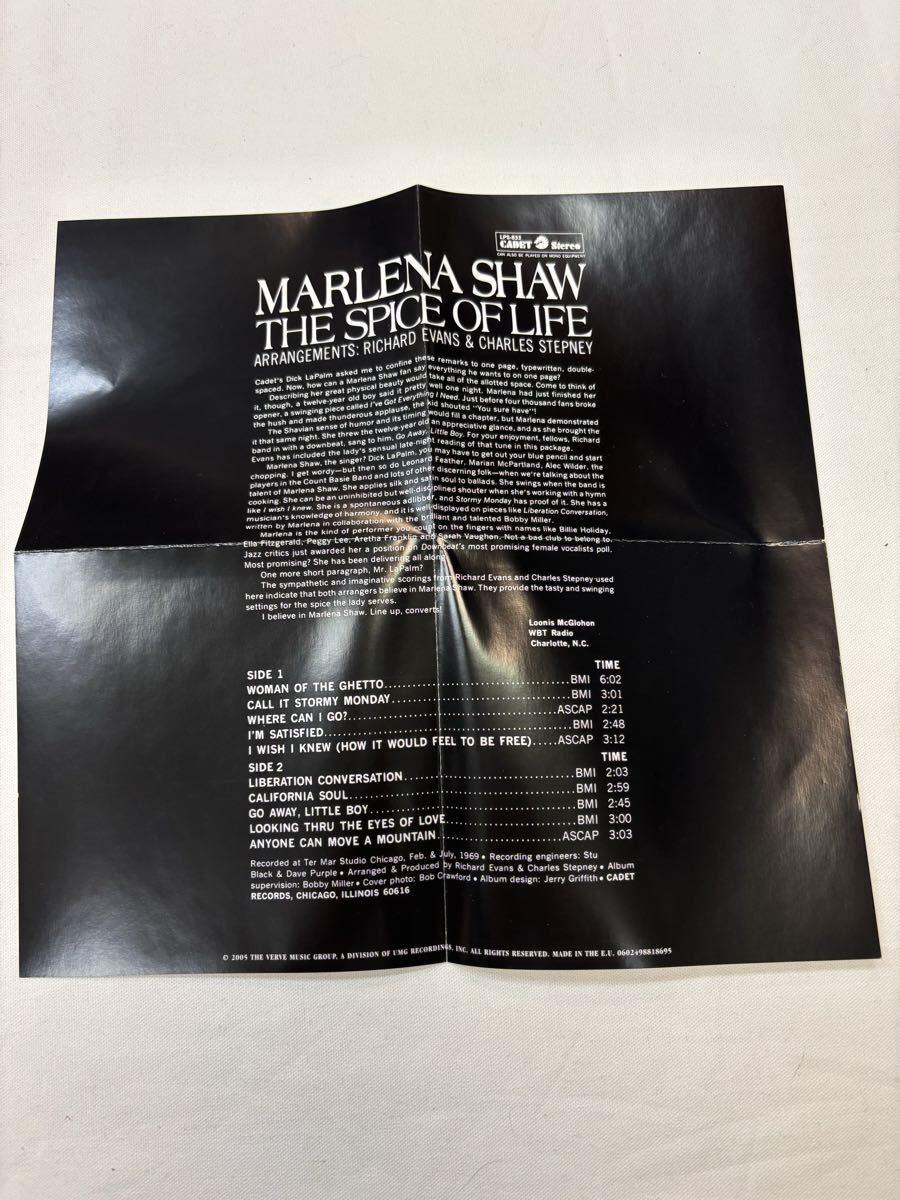 LPS-833
CADET Stereo
CAN ALSO BE PLAYED ON MONO EQUIPMENT
MARLENA SHAW
THE SPICE OF LIFE
ARRANGEMENTS: RICHARD EVANS & CHARLES STEPNEY
Cadet's Dick LaPalm asked me to confine these remarks to one page, typewritten, double-
spaced. Now, how can a Marlena Shaw fan say everything he wants to on one page?
Describing her great physical beauty would take all of the allotted space. Come to think of
it, though, a twelve-year old boy said it pretty well one night. Marlena had just finished her
opener, a swinging piece called I've Got Everything I Need. Just before four thousand fans broke
the hush and made thunderous applause, the kid shouted "You sure have"!
The Shavian sense of humor and its timing would fill a chapter, but Marlena demonstrated
it that same night. She threw the twelve-year old an appreciative glance, and as she brought the
band in with a downbeat, sang to him, Go Away, Little Boy. For your enjoyment, fellows, Richard
Evans has included the lady's sensual late-night reading of that tune in this package.
Marlena Shaw, the singer? Dick LaPalm, you may have to get out your blue pencil and start
chopping. I get wordy—but then so do Leonard Feather, Marian McPartland, Alec Wilder, the
players in the Count Basie Band and lots of other discerning folk—when we're talking about the
talent of Marlena Shaw. She applies silk and satin soul to ballads. She swings when the band is
cooking. She can be an uninhibited but well-disciplined shouter when she's working with a hymn
like I wish I knew. She is a spontaneous adlibber, and Stormy Monday has proof of it. She has a
musician's knowledge of harmony, and it is well-displayed on pieces like Liberation Conversation,
written by Marlena in collaboration with the brilliant and talented Bobby Miller.
Marlena is the kind of performer you count on the fingers with names like Billie Holiday,
Ella Fitzgerald, Peggy Lee, Aretha Franklin and Sarah Vaughan. Not a bad club to belong to.
Jazz critics just awarded her a position on Downbeat's most promising female vocalists poll.
Most promising? She has been delivering all along.
One more short paragraph, Mr. LaPalm?
The sympathetic and imaginative scorings from Richard Evans and Charles Stepney used
here indicate that both arrangers believe in Marlena Shaw. They provide the tasty and swinging
settings for the spice the lady serves.
I believe in Marlena Shaw. Line up, converts!
Loonis McGlohon
WBT Radio
Charlotte, N.C.
SIDE 1 TIME
WOMAN OF THE GHETTO..............................BMI 6:02
CALL IT STORMY MONDAY.............................BMI 3:01
WHERE CAN I GO?...................................ASCAP 2:21
I'M SATISFIED.........................................BMI 2:48
I WISH I KNEW (HOW IT WOULD FEEL TO BE FREE).....ASCAP 3:12
SIDE 2 TIME
LIBERATION CONVERSATION............................BMI 2:03
CALIFORNIA SOUL.....................................BMI 2:59
GO AWAY, LITTLE BOY..................................BMI 2:45
LOOKING THRU THE EYES OF LOVE......................BMI 3:00
ANYONE CAN MOVE A MOUNTAIN....................ASCAP 3:03
Recorded at Ter Mar Studio Chicago, Feb. & July, 1969 • Recording engineers: Stu
Black & Dave Purple • Arranged & Produced by Richard Evans & Charles Stepney • Album
supervision: Bobby Miller • Cover photo: Bob Crawford • Album design: Jerry Griffith • CADET
RECORDS, CHICAGO, ILLINOIS 60616
© 2005 THE VERVE MUSIC GROUP, A DIVISION OF UMG RECORDINGS, INC. ALL RIGHTS RESERVED. MADE IN THE E.U. 0602498818695